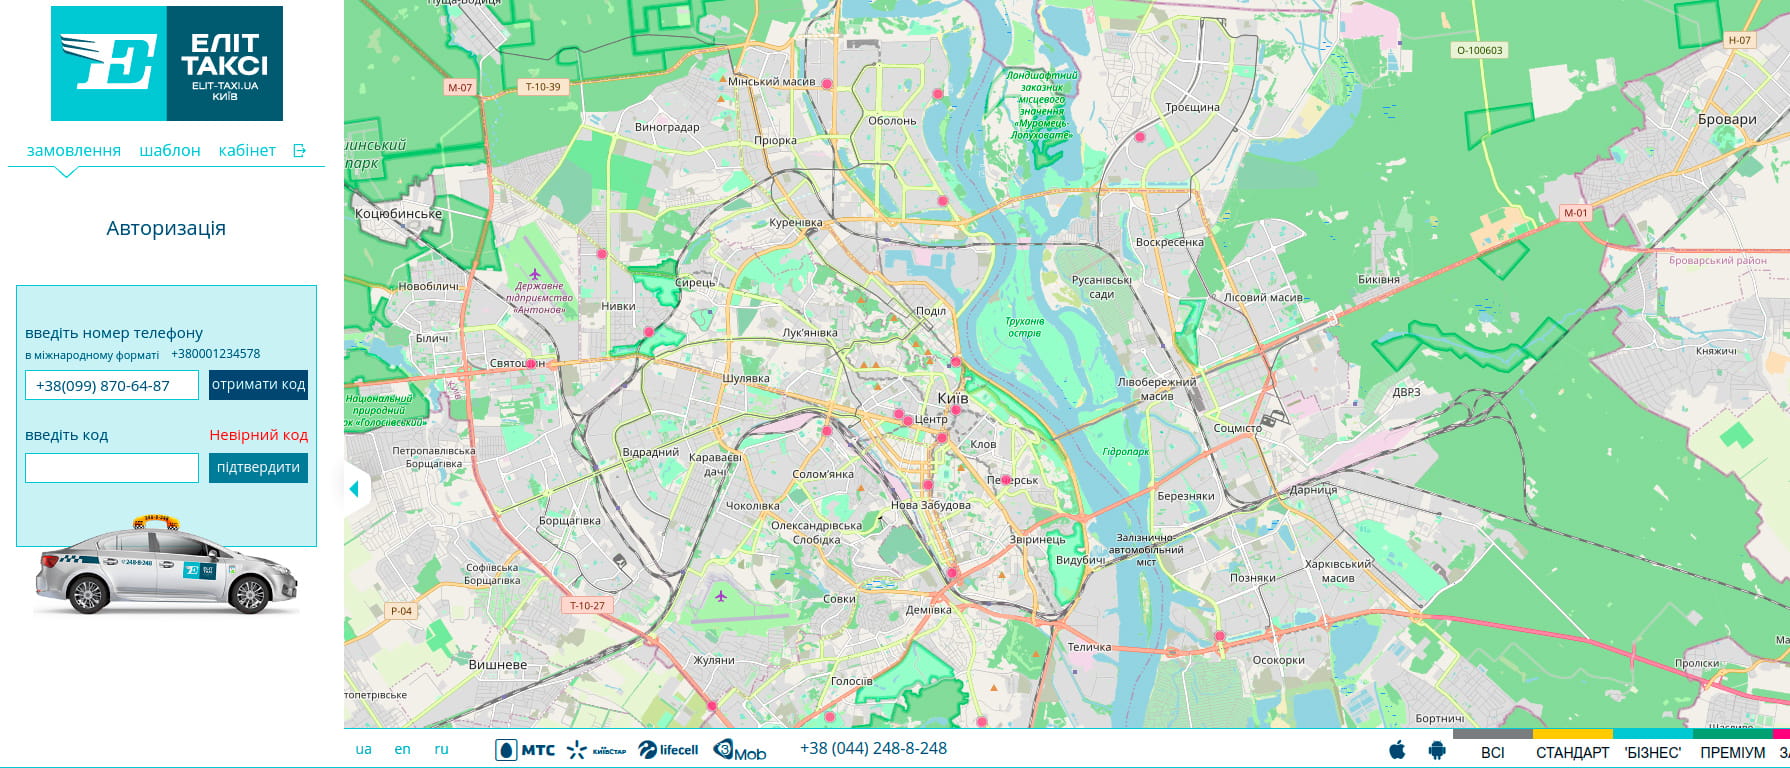 ЕЛІТ
ТАКСІ
ELIT-TAXI.UA
КИЇВ
замовлення шаблон кабінет
Авторизація
введіть номер телефону
в міжнародному форматі +380001234578
+38(099) 870-64-87 отримати код
введіть код Невірний код
підтвердити
248-8-248
Пуща-Водиця
М-07
Т-10-39
Мінський масив
Оболонь
Виноградар
Пріорка
Ландшафтний
заказник
місцевого
значення
«Муромець-
Лопуховате»
Троєщина
О-100603
Н-07
Бровари
М-01
Коцюбинське
Куренівка
Воскресенка
Броварський район
Новобіличі
Державне
підприємство
«Антонов»
Сирець
Нивки
Русанівські
сади
Лісовий масив
Биківня
Біличі
Лук'янівка
Поділ
Труханів
острів
Княжичі
Святошин
Шулявка
Київ
Лівобережний
масив
ДВРЗ
Національний
природний
Центр
Соцмісто
Петропавлівська
Борщагівка
Відрадний
Караваєві
дачі
Солом'янка
Клов
Печерськ
Гідропарк
Дарниця
Чоколівка
Нова Забудова
Березняки
Борщагівка
Олександрівська
Слобідка
Звіринець
Видубичі
Залізнично-
автомобільний
міст
Софіївська
Борщагівка
Позняки
Харківський
масив
Р-04
Т-10-27
Совки
Деміївка
Теличка
Вишневе
Жуляни
Голосіїв
Осокорки
Проліски
Бортничі
ua en ru
МТС КИЇВСТАР lifecell 3Mob
+38 (044) 248-8-248
ВСІ СТАНДАРТ 'БІЗНЕС' ПРЕМІУМ